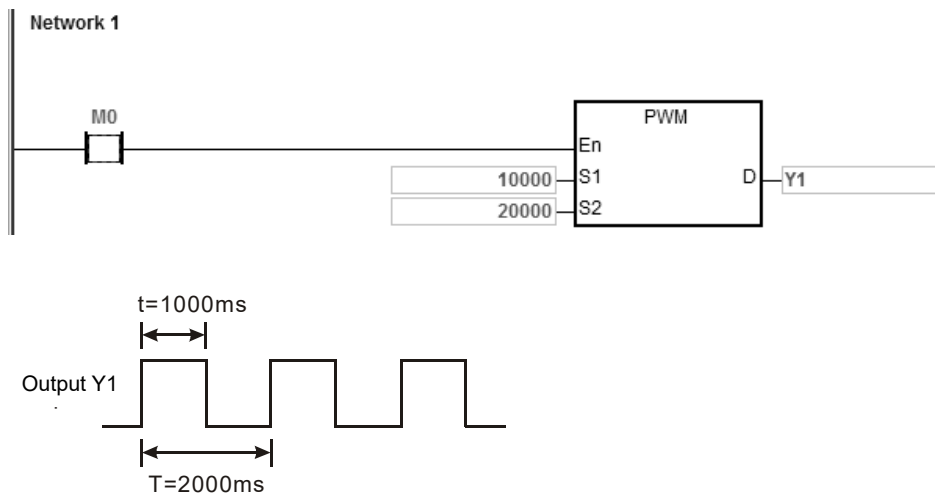 Network 1
M0
PWM
En
10000 S1 D Y1
20000 S2
t=1000ms
Output Y1
T=2000ms